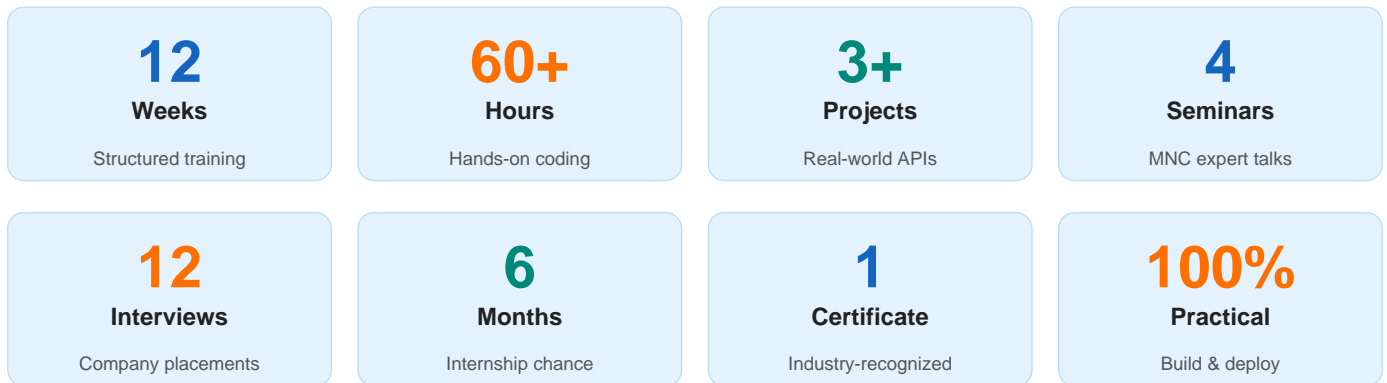 12
Weeks
Structured training
60+
Hours
Hands-on coding
3+
Projects
Real-world APIs
4
Seminars
MNC expert talks
12
Interviews
Company placements
6
Months
Internship chance
1
Certificate
Industry-recognized
100%
Practical
Build & deploy